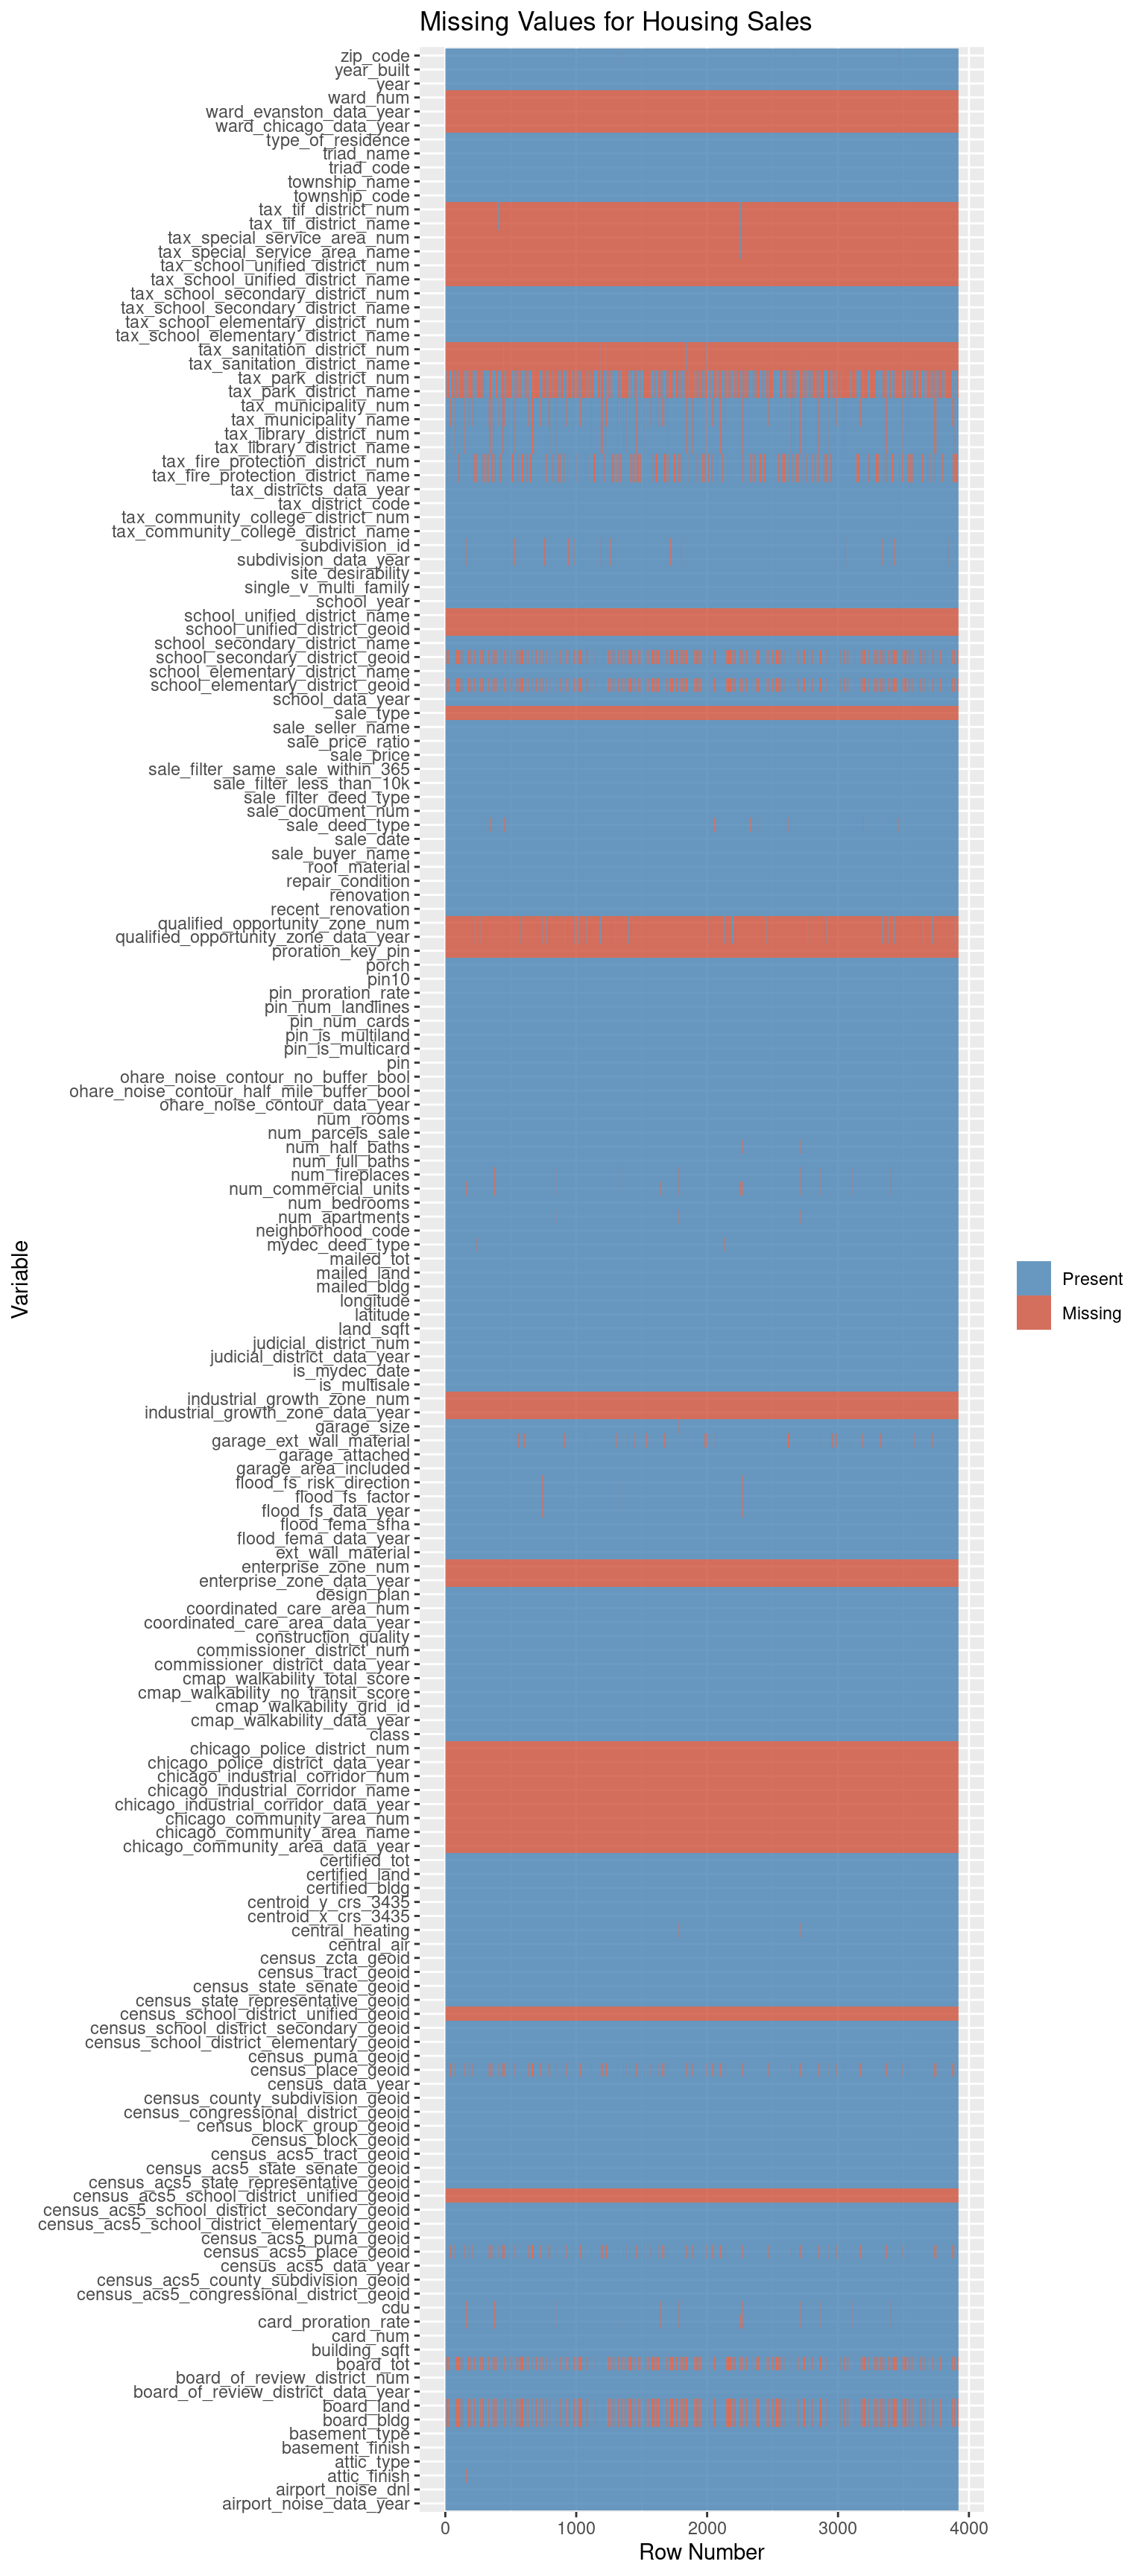 Missing Values for Housing Sales
zip_code
year_built
year
ward_num
ward_evanston_data_year
ward_chicago_data_year
type_of_residence
triad_name
triad_code
township_name
township_code
tax_tif_district_num
tax_tif_district_name
tax_special_service_area_num
tax_special_service_area_name
tax_school_unified_district_num
tax_school_unified_district_name
tax_school_secondary_district_num
tax_school_secondary_district_name
tax_school_elementary_district_num
tax_school_elementary_district_name
tax_sanitation_district_num
tax_sanitation_district_name
tax_park_district_num
tax_park_district_name
tax_municipality_num
tax_municipality_name
tax_library_district_num
tax_library_district_name
tax_fire_protection_district_num
tax_fire_protection_district_name
tax_districts_data_year
tax_district_code
tax_community_college_district_num
tax_community_college_district_name
subdivision_id
subdivision_data_year
site_desirability
single_v_multi_family
school_year
school_unified_district_name
school_unified_district_geoid
school_secondary_district_name
school_secondary_district_geoid
school_elementary_district_name
school_elementary_district_geoid
school_data_year
sale_type
sale_seller_name
sale_price_ratio
sale_price
sale_filter_same_sale_within_365
sale_filter_less_than_10k
sale_filter_deed_type
sale_document_num
sale_deed_type
sale_date
sale_buyer_name
roof_material
repair_condition
renovation
recent_renovation
qualified_opportunity_zone_num
qualified_opportunity_zone_data_year
proration_key_pin
porch
pin10
pin_proration_rate
pin_num_landlines
pin_num_cards
pin_is_multiland
pin_is_multicard
pin
ohare_noise_contour_no_buffer_bool
ohare_noise_contour_half_mile_buffer_bool
ohare_noise_contour_data_year
num_rooms
num_parcels_sale
num_half_baths
num_full_baths
num_fireplaces
num_commercial_units
num_bedrooms
num_apartments
neighborhood_code
mydec_deed_type
mailed_tot
mailed_land
mailed_bldg
longitude
latitude
land_sqft
judicial_district_num
judicial_district_data_year
is_mydec_date
is_multisale
industrial_growth_zone_num
industrial_growth_zone_data_year
garage_size
garage_ext_wall_material
garage_attached
garage_area_included
flood_fs_risk_direction
flood_fs_factor
flood_fs_data_year
flood_fema_sfha
flood_fema_data_year
ext_wall_material
enterprise_zone_num
enterprise_zone_data_year
design_plan
coordinated_care_area_num
coordinated_care_area_data_year
construction_quality
commissioner_district_num
commissioner_district_data_year
cmap_walkability_total_score
cmap_walkability_no_transit_score
cmap_walkability_grid_id
cmap_walkability_data_year
class
chicago_police_district_num
chicago_police_district_data_year
chicago_industrial_corridor_num
chicago_industrial_corridor_name
chicago_industrial_corridor_data_year
chicago_community_area_num
chicago_community_area_name
chicago_community_area_data_year
certified_tot
certified_land
certified_bldg
centroid_y_crs_3435
centroid_x_crs_3435
central_heating
central_air
census_zcta_geoid
census_tract_geoid
census_state_senate_geoid
census_state_representative_geoid
census_school_district_unified_geoid
census_school_district_secondary_geoid
census_school_district_elementary_geoid
census_puma_geoid
census_place_geoid
census_data_year
census_county_subdivision_geoid
census_congressional_district_geoid
census_block_group_geoid
census_block_geoid
census_acs5_tract_geoid
census_acs5_state_senate_geoid
census_acs5_state_representative_geoid
census_acs5_school_district_unified_geoid
census_acs5_school_district_secondary_geoid
census_acs5_school_district_elementary_geoid
census_acs5_puma_geoid
census_acs5_place_geoid
census_acs5_data_year
census_acs5_county_subdivision_geoid
census_acs5_congressional_district_geoid
cdu
card_proration_rate
card_num
building_sqft
board_tot
board_of_review_district_num
board_of_review_district_data_year
board_land
board_bldg
basement_type
basement_finish
attic_type
attic_finish
airport_noise_dnl
airport_noise_data_year
Variable
0 1000 2000 3000 4000
Row Number
Present
Missing